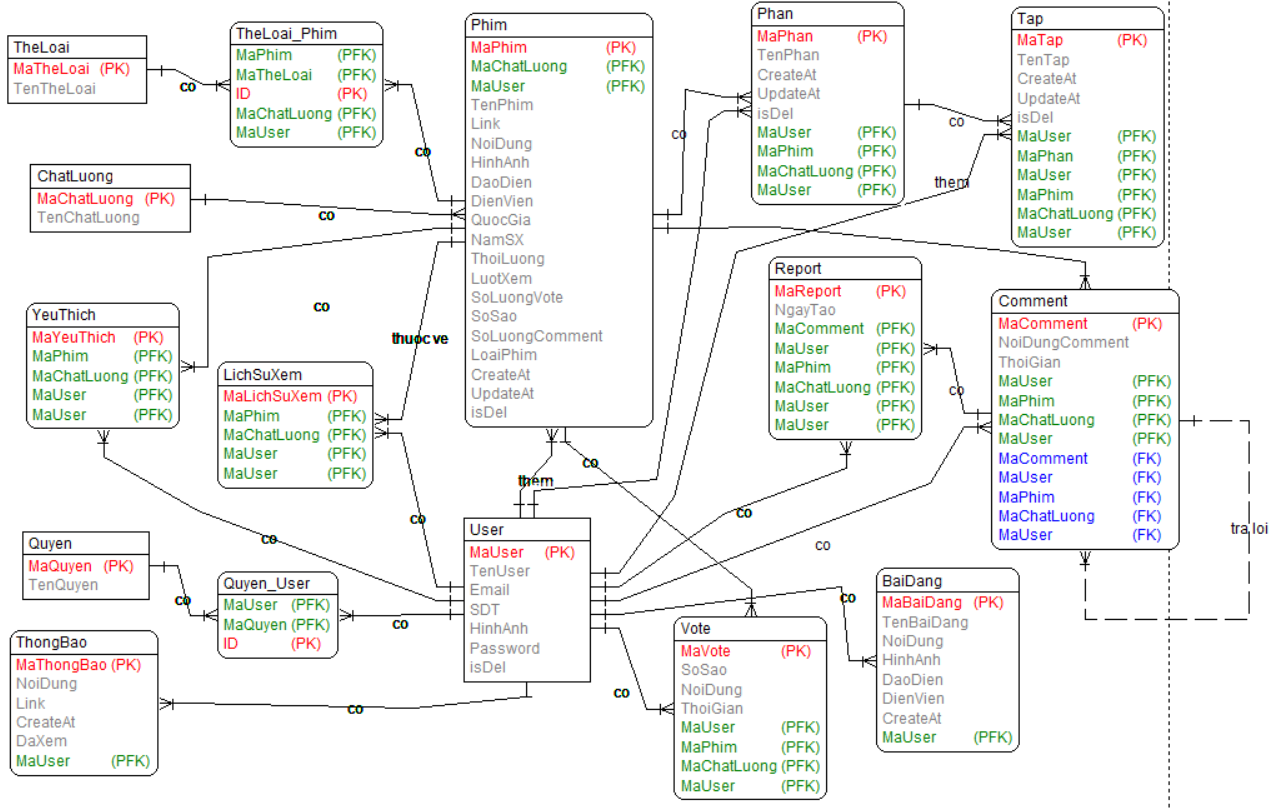 TheLoai
MaTheLoai (PK)
TenTheLoai
co
TheLoai_Phim
MaPhim (PFK)
MaTheLoai (PFK)
ID (PK)
MaChatLuong (PFK)
MaUser (PFK)
co
Phim
MaPhim (PK)
MaChatLuong (PFK)
MaUser (PFK)
TenPhim
Link
NoiDung
HinhAnh
DaoDien
DienVien
QuocGia
NamSX
ThoiLuong
LuotXem
SoLuongVote
SoSao
SoLuongComment
LoaiPhim
CreateAt
UpdateAt
isDel
co
Phan
MaPhan (PK)
TenPhan
CreateAt
UpdateAt
isDel
MaUser (PFK)
MaPhim (PFK)
MaChatLuong (PFK)
MaUser (PFK)
co
them
Tap
MaTap (PK)
TenTap
CreateAt
UpdateAt
isDel
MaUser (PFK)
MaPhan (PFK)
MaUser (PFK)
MaPhim (PFK)
MaChatLuong (PFK)
MaUser (PFK)
ChatLuong
MaChatLuong (PK)
TenChatLuong
co
co
thuoc ve
YeuThich
MaYeuThich (PK)
MaPhim (PFK)
MaChatLuong (PFK)
MaUser (PFK)
MaUser (PFK)
LichSuXem
MaLichSuXem (PK)
MaPhim (PFK)
MaChatLuong (PFK)
MaUser (PFK)
MaUser (PFK)
Report
MaReport (PK)
NgayTao
MaComment (PFK)
MaUser (PFK)
MaPhim (PFK)
MaChatLuong (PFK)
MaUser (PFK)
MaUser (PFK)
co
Comment
MaComment (PK)
NoiDungComment
ThoiGian
MaUser (PFK)
MaPhim (PFK)
MaChatLuong (PFK)
MaUser (PFK)
MaComment (FK)
MaUser (FK)
MaPhim (FK)
MaChatLuong (FK)
MaUser (FK)
tra loi
them
co
co
co
co
co
Quyen
MaQuyen (PK)
TenQuyen
co
Quyen_User
MaUser (PFK)
MaQuyen (PFK)
ID (PK)
co
User
MaUser (PK)
TenUser
Email
SDT
HinhAnh
Password
isDel
ThongBao
MaThongBao (PK)
NoiDung
Link
CreateAt
DaXem
MaUser (PFK)
co
co
Vote
MaVote (PK)
SoSao
NoiDung
ThoiGian
MaUser (PFK)
MaPhim (PFK)
MaChatLuong (PFK)
MaUser (PFK)
co
BaiDang
MaBaiDang (PK)
TenBaiDang
NoiDung
HinhAnh
DaoDien
DienVien
CreateAt
MaUser (PFK)